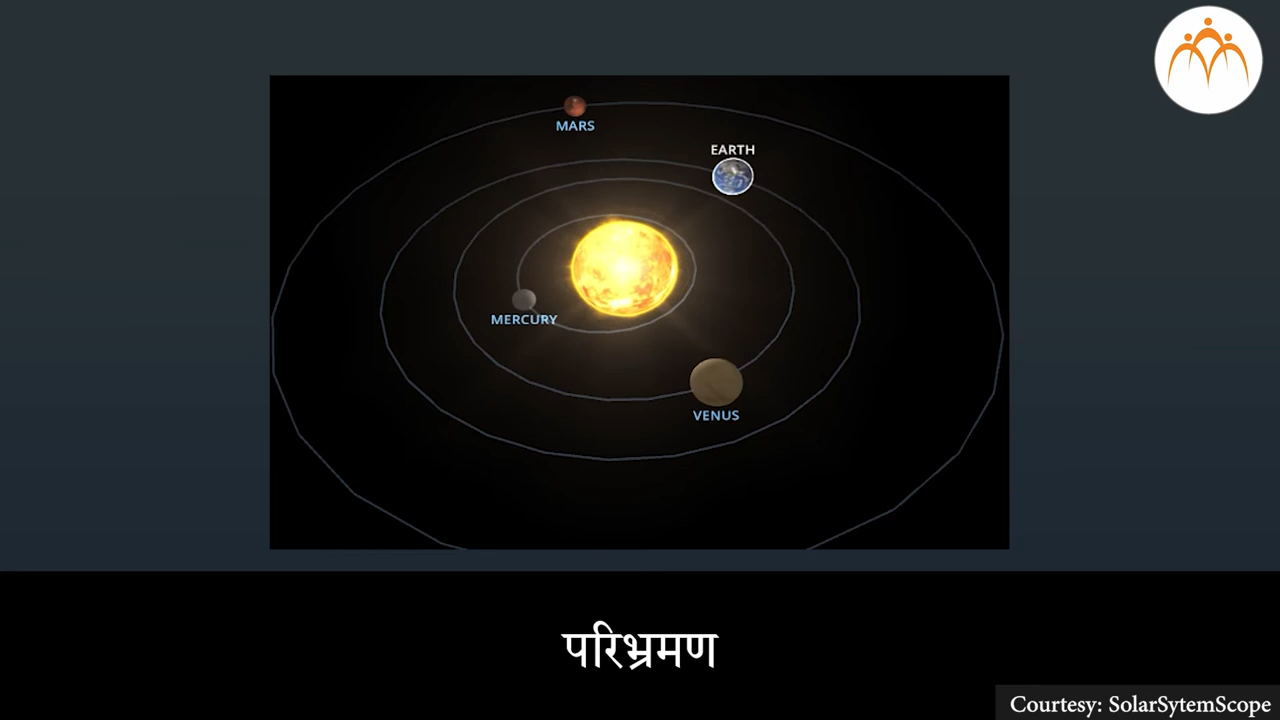 MARS
EARTH
MERCURY
VENUS
परिभ्रमण
Courtesy: SolarSytemScope